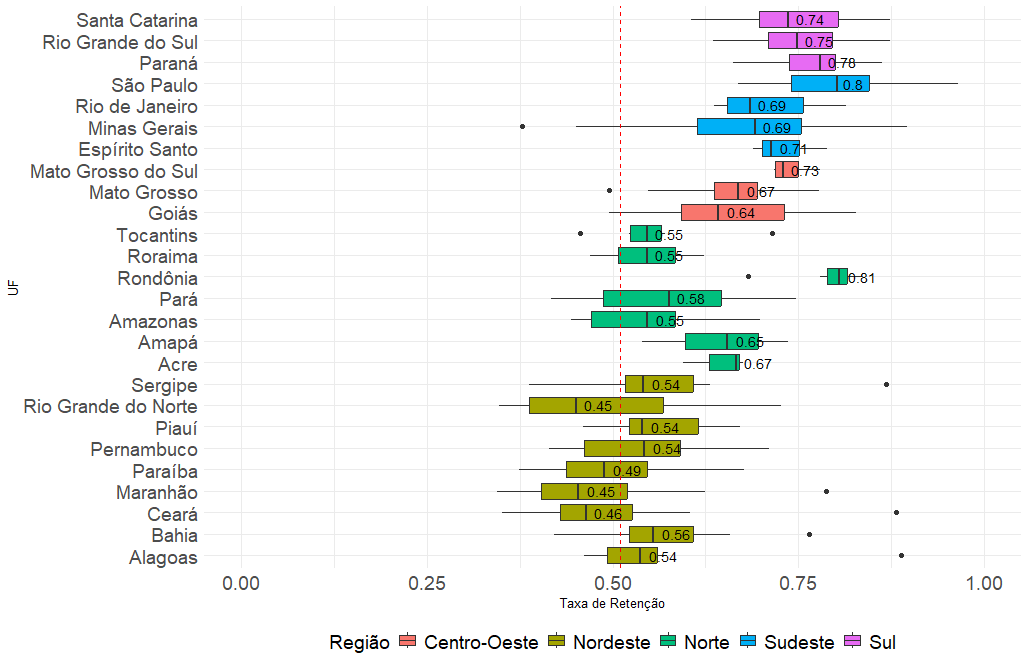 Santa Catarina 0.74
Rio Grande do Sul 0.75
Paraná 0.78
São Paulo 0.8
Rio de Janeiro 0.69
Minas Gerais 0.69
Espírito Santo 0.71
Mato Grosso do Sul 0.73
Mato Grosso 0.67
Goiás 0.64
Tocantins 0.55
Roraima 0.55
Rondônia 0.81
Pará 0.58
Amazonas 0.55
Amapá 0.65
Acre 0.67
Sergipe 0.54
Rio Grande do Norte 0.45
Piauí 0.54
Pernambuco 0.54
Paraíba 0.49
Maranhão 0.45
Ceará 0.46
Bahia 0.56
Alagoas 0.54
UF
0.00 0.25 0.50 0.75 1.00
Taxa de Retenção
Região Centro-Oeste Nordeste Norte Sudeste Sul